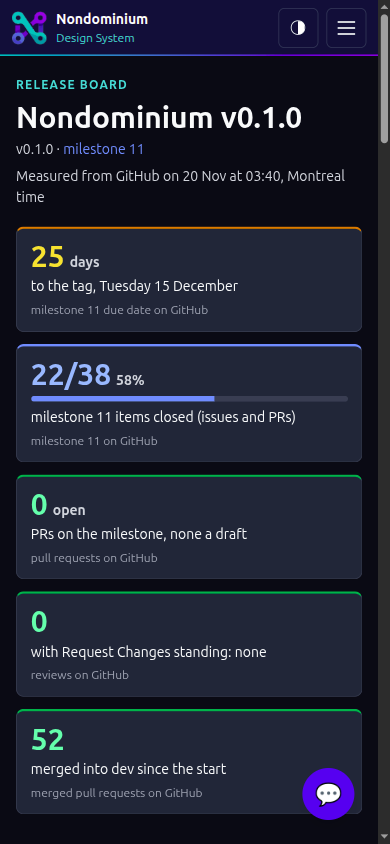 Nondominium
Design System
RELEASE BOARD
Nondominium v0.1.0
v0.1.0 · milestone 11
Measured from GitHub on 20 Nov at 03:40, Montreal
time
25 days
to the tag, Tuesday 15 December
milestone 11 due date on GitHub
22/38 58%
milestone 11 items closed (issues and PRs)
milestone 11 on GitHub
0 open
PRs on the milestone, none a draft
pull requests on GitHub
0
with Request Changes standing: none
reviews on GitHub
52
merged into dev since the start
merged pull requests on GitHub